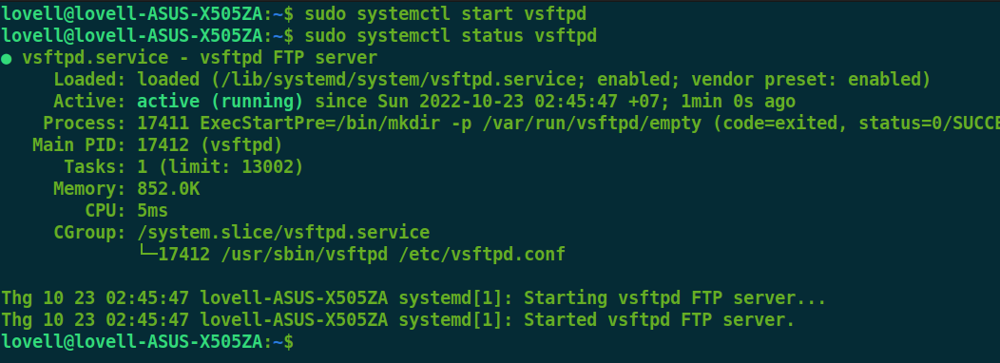 lovell@lovell-ASUS-X505ZA:~$ sudo systemctl start vsftpd
lovell@lovell-ASUS-X505ZA:~$ sudo systemctl status vsftpd
● vsftpd.service - vsftpd FTP server
     Loaded: loaded (/lib/systemd/system/vsftpd.service; enabled; vendor preset: enabled)
     Active: active (running) since Sun 2022-10-23 02:45:47 +07; 1min 0s ago
    Process: 17411 ExecStartPre=/bin/mkdir -p /var/run/vsftpd/empty (code=exited, status=0/SUCCE
   Main PID: 17412 (vsftpd)
      Tasks: 1 (limit: 13002)
     Memory: 852.0K
        CPU: 5ms
     CGroup: /system.slice/vsftpd.service
             └─17412 /usr/sbin/vsftpd /etc/vsftpd.conf

Thg 10 23 02:45:47 lovell-ASUS-X505ZA systemd[1]: Starting vsftpd FTP server...
Thg 10 23 02:45:47 lovell-ASUS-X505ZA systemd[1]: Started vsftpd FTP server.
lovell@lovell-ASUS-X505ZA:~$